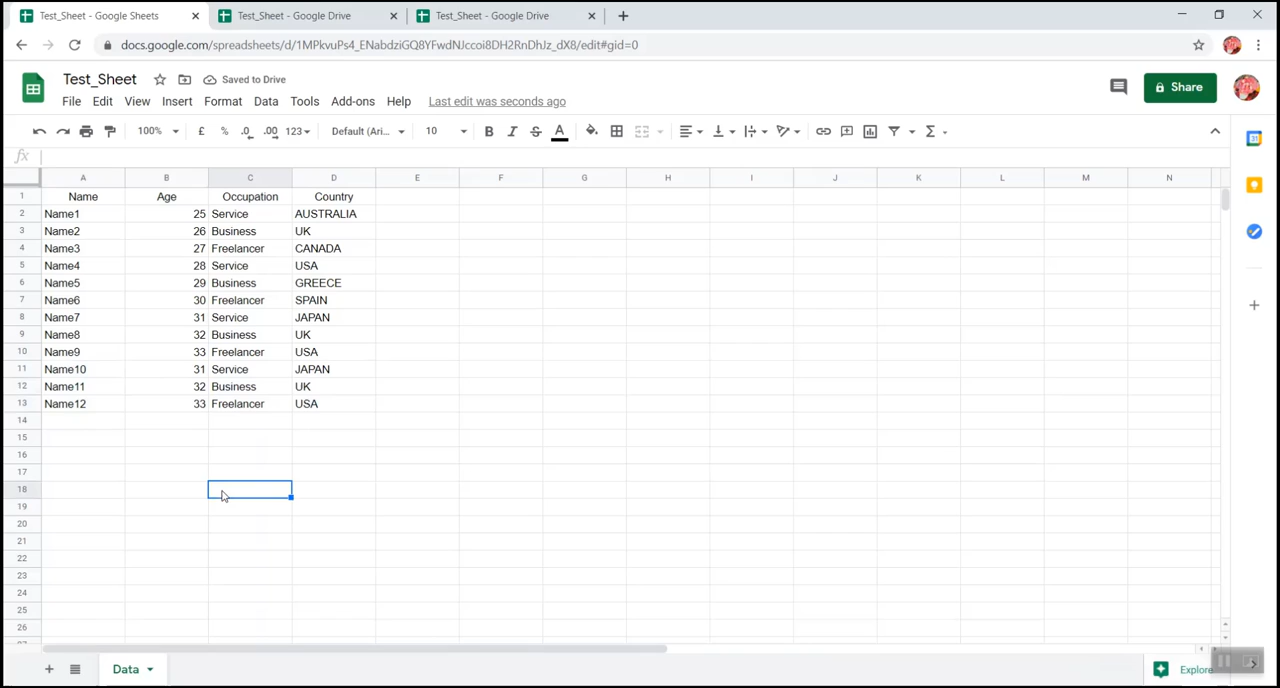 Test_Sheet - Google Sheets
Test_Sheet - Google Drive
Test_Sheet - Google Drive
docs.google.com/spreadsheets/d/1MPkvuPs4_ENabdziGQ8YFwdNJccoi8DH2RnDhJz_dX8/edit#gid=0
Test_Sheet Saved to Drive
File Edit View Insert Format Data Tools Add-ons Help Last edit was seconds ago
Share
100% £ % .0 .00 123 Default (Ari... 10 B I S A Σ
fx
A B C D E F G H I J K L M N
1 Name Age Occupation Country
2 Name1 25 Service AUSTRALIA
3 Name2 26 Business UK
4 Name3 27 Freelancer CANADA
5 Name4 28 Service USA
6 Name5 29 Business GREECE
7 Name6 30 Freelancer SPAIN
8 Name7 31 Service JAPAN
9 Name8 32 Business UK
10 Name9 33 Freelancer USA
11 Name10 31 Service JAPAN
12 Name11 32 Business UK
13 Name12 33 Freelancer USA
14
15
16
17
18
19
20
21
22
23
24
25
26
Data
Explore